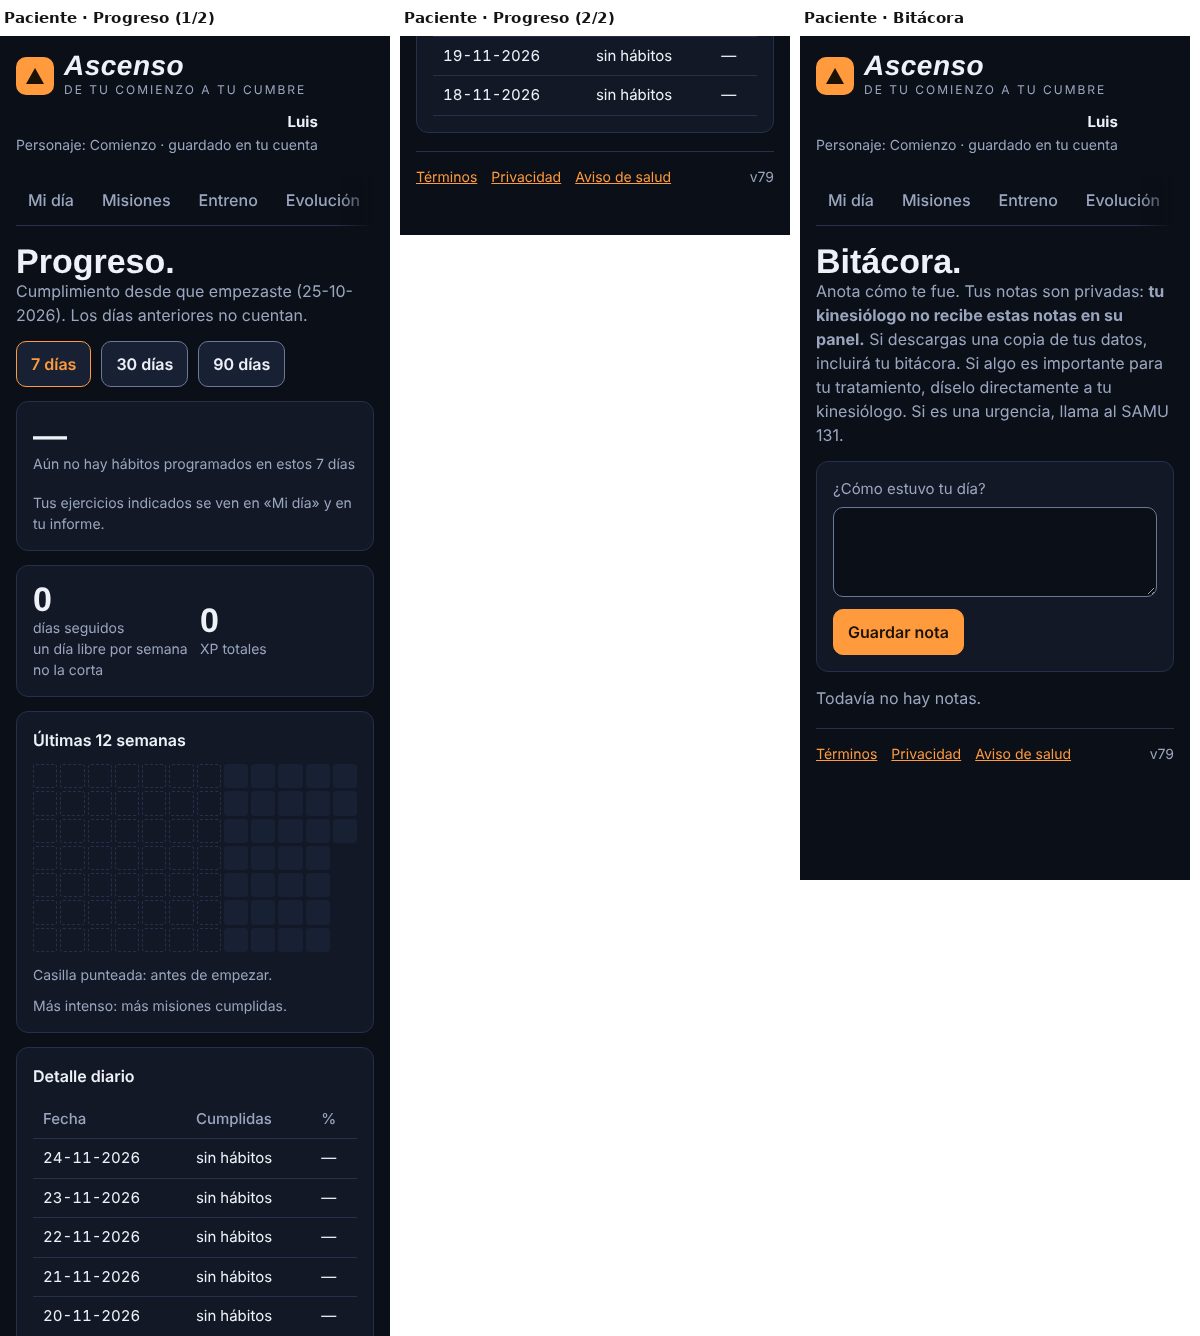 Paciente · Progreso (1/2)
Ascenso
DE TU COMIENZO A TU CUMBRE
Luis
Personaje: Comienzo · guardado en tu cuenta
Mi día Misiones Entreno Evolución
Progreso.
Cumplimiento desde que empezaste (25-10-
2026). Los días anteriores no cuentan.
7 días 30 días 90 días
—
Aún no hay hábitos programados en estos 7 días
Tus ejercicios indicados se ven en «Mi día» y en
tu informe.
0
días seguidos
un día libre por semana
no la corta
0
XP totales
Últimas 12 semanas
Casilla punteada: antes de empezar.
Más intenso: más misiones cumplidas.
Detalle diario
Fecha Cumplidas %
24-11-2026 sin hábitos —
23-11-2026 sin hábitos —
22-11-2026 sin hábitos —
21-11-2026 sin hábitos —
20-11-2026 sin hábitos —
Paciente · Progreso (2/2)
19-11-2026 sin hábitos —
18-11-2026 sin hábitos —
Términos Privacidad Aviso de salud v79
Paciente · Bitácora
Ascenso
DE TU COMIENZO A TU CUMBRE
Luis
Personaje: Comienzo · guardado en tu cuenta
Mi día Misiones Entreno Evolución
Bitácora.
Anota cómo te fue. Tus notas son privadas: tu
kinesiólogo no recibe estas notas en su
panel. Si descargas una copia de tus datos,
incluirá tu bitácora. Si algo es importante para
tu tratamiento, díselo directamente a tu
kinesiólogo. Si es una urgencia, llama al SAMU
131.
¿Cómo estuvo tu día?
Guardar nota
Todavía no hay notas.
Términos Privacidad Aviso de salud v79